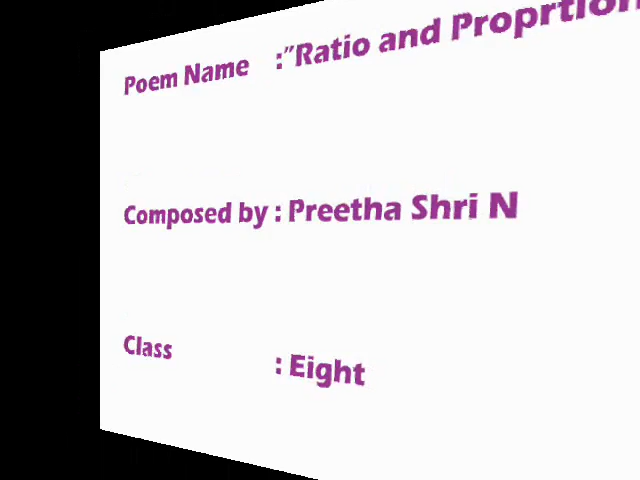 Poem Name :"Ratio and Proprtion
Composed by : Preetha Shri N
Class : Eight